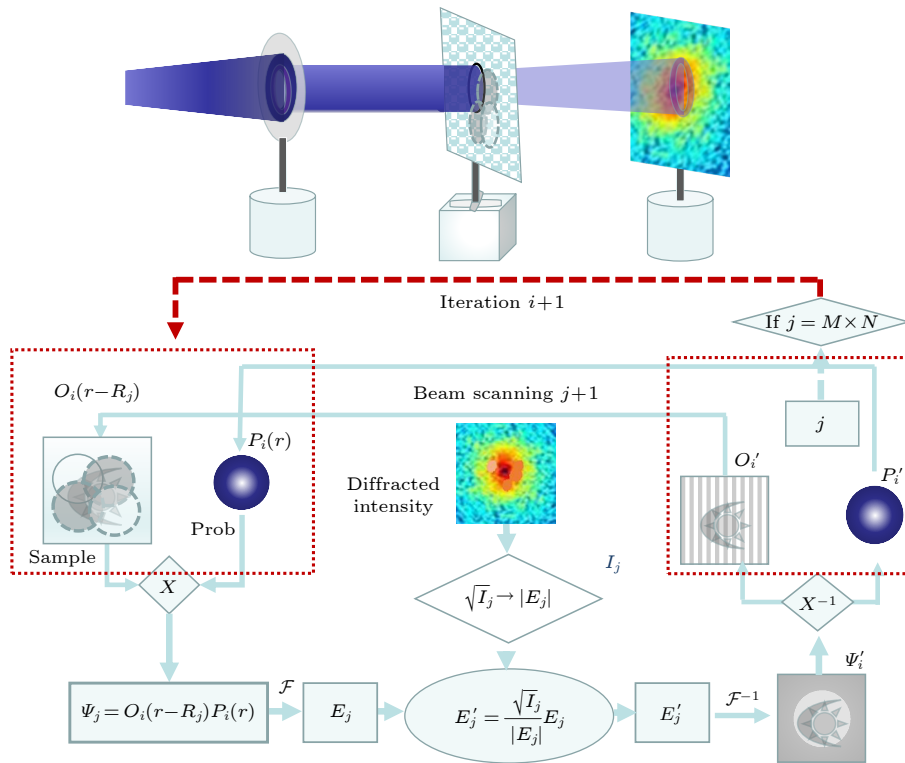 Iteration i+1
If j = M × N
O_i(r−R_j)
Beam scanning j+1
j
P_i(r)
O_i′
P_i′
Diffracted
intensity
Prob
Sample
I_j
X
√I_j → |E_j|
X⁻¹
Ψ_i′
Ψ_j = O_i(r−R_j)P_i(r)
ℱ
E_j
E_j′ = √I_j / |E_j| E_j
E_j′
ℱ⁻¹